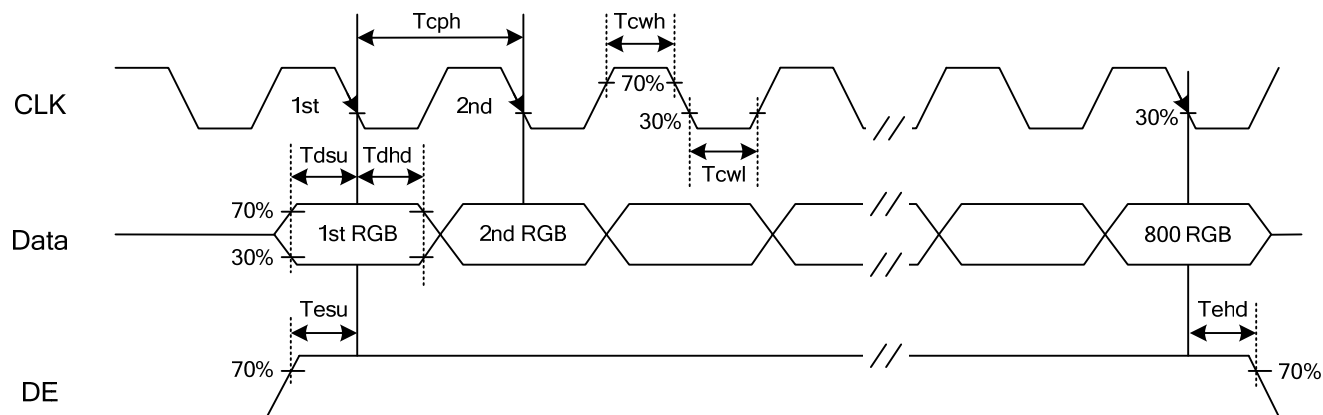 Tcph
Tcwh
CLK
1st
2nd
70%
30%
30%
Tdsu
Tdhd
Tcwl
70%
Data
1st RGB
2nd RGB
800 RGB
30%
Tesu
Tehd
70%
70%
DE